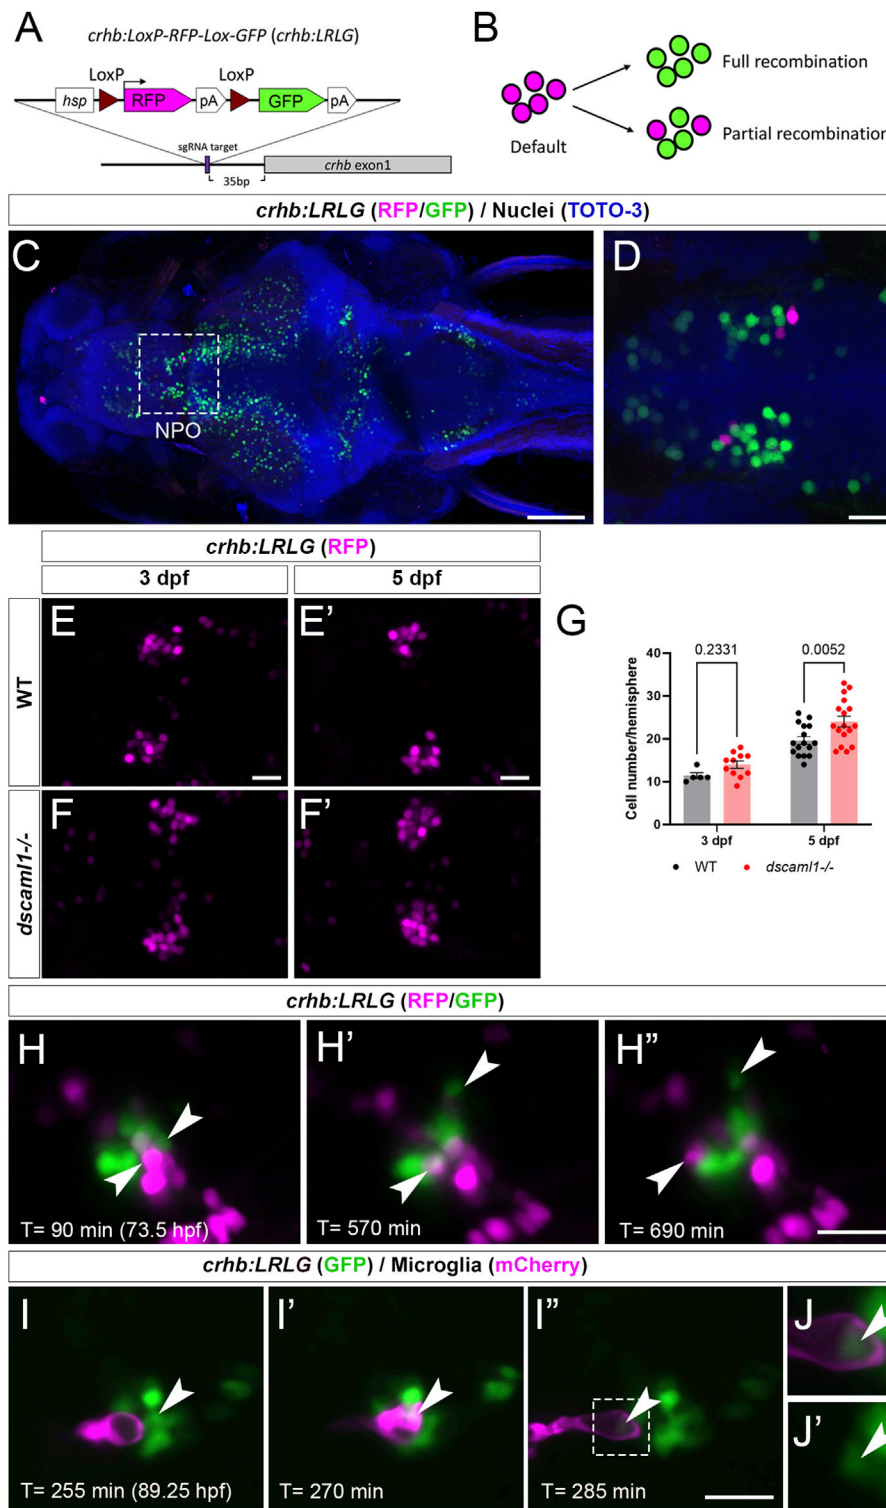 A
crhb:LoxP-RFP-Lox-GFP (crhb:LRLG)
LoxP
LoxP
hsp
RFP
pA
GFP
pA
sgRNA target
35bp
crhb exon1
B
Default
Full recombination
Partial recombination
crhb:LRLG (RFP/GFP) / Nuclei (TOTO-3)
C
NPO
D
crhb:LRLG (RFP)
3 dpf
5 dpf
WT
E
E’
dscaml1-/-
F
F’
G
0.2331
0.0052
40
30
20
10
0
Cell number/hemisphere
3 dpf
5 dpf
WT
dscaml1-/-
crhb:LRLG (RFP/GFP)
H
T= 90 min (73.5 hpf)
H’
T= 570 min
H”
T= 690 min
crhb:LRLG (GFP) / Microglia (mCherry)
I
T= 255 min (89.25 hpf)
I’
T= 270 min
I”
T= 285 min
J
J’